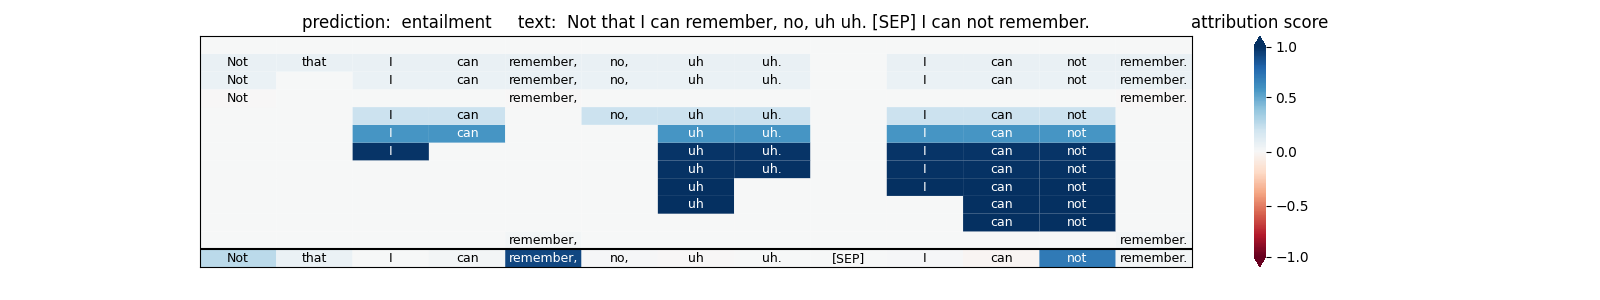 prediction: entailment text: Not that I can remember, no, uh uh. [SEP] I can not remember. attribution score
Not that I can remember, no, uh uh. I can not remember. 1.0
Not I can remember, no, uh uh. I can not remember.
Not remember, remember. 0.5
I can no, uh uh. I can not
I can uh uh. I can not
I uh uh. I can not 0.0
uh uh. I can not
uh I can not
uh can not −0.5
can not
remember, remember.
Not that I can remember, no, uh uh. [SEP] I can not remember. −1.0